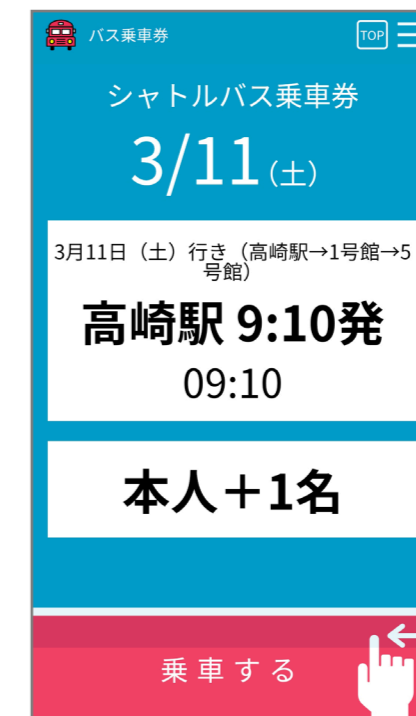 バス乗車券
TOP
シャトルバス乗車券
3/11(土)
3月11日（土）行き（高崎駅→1号館→5
号館）
高崎駅 9:10発
09:10
本人＋1名
乗車する